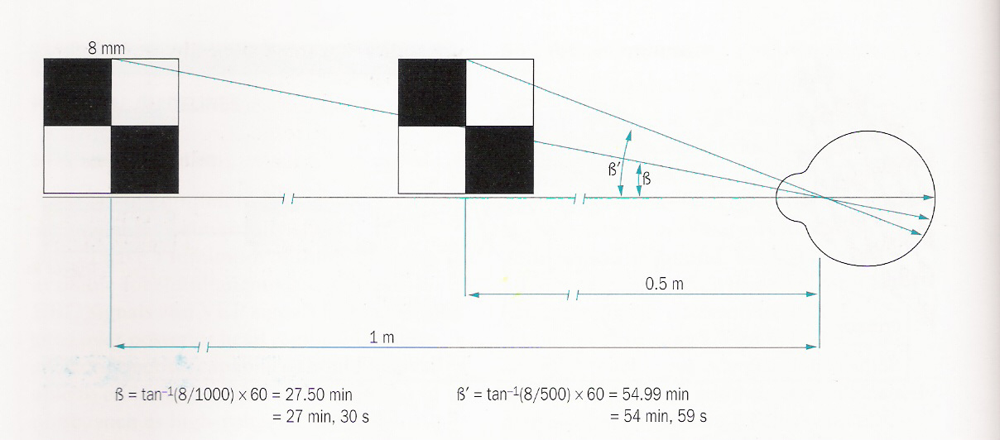 8 mm
ß′
ß
0.5 m
1 m
ß = tan⁻¹(8/1000) × 60 = 27.50 min
= 27 min, 30 s
ß′ = tan⁻¹(8/500) × 60 = 54.99 min
= 54 min, 59 s